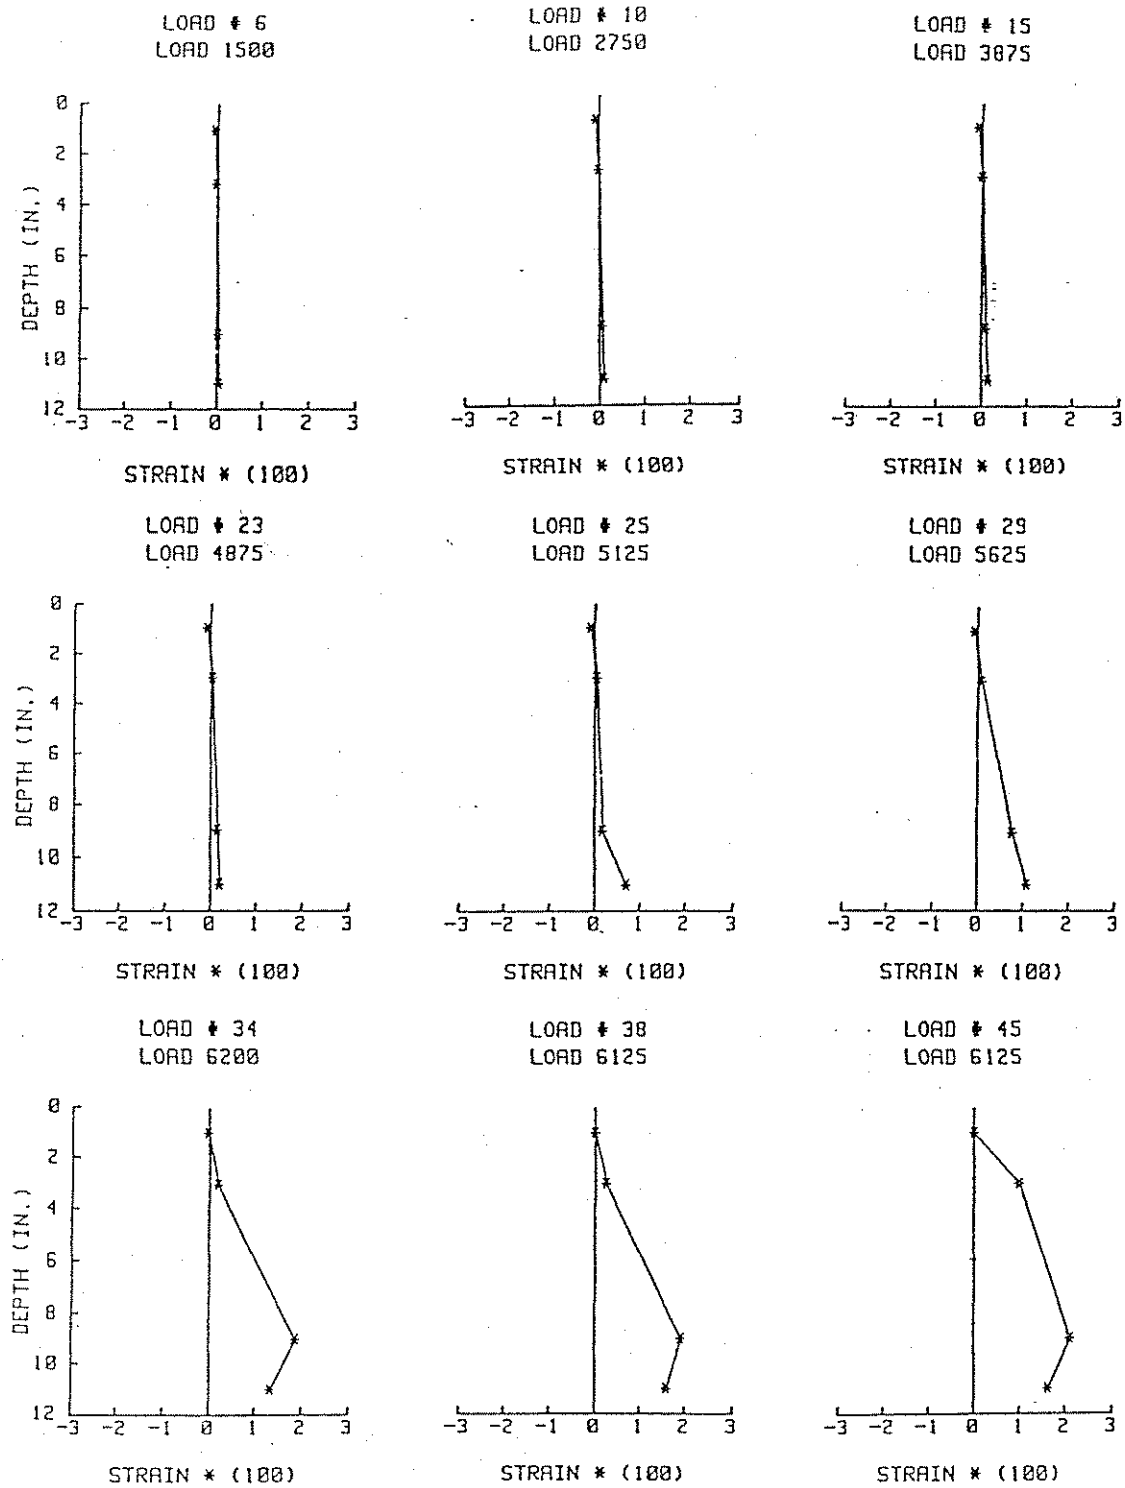 LOAD # 6
LOAD 1500
LOAD # 10
LOAD 2750
LOAD # 15
LOAD 3875
DEPTH (IN.)
0
2
4
6
8
10
12
-3 -2 -1 0 1 2 3
-3 -2 -1 0 1 2 3
-3 -2 -1 0 1 2 3
STRAIN * (100)
STRAIN * (100)
STRAIN * (100)
LOAD # 23
LOAD 4875
LOAD # 25
LOAD 5125
LOAD # 29
LOAD 5625
DEPTH (IN.)
0
2
4
6
8
10
12
-3 -2 -1 0 1 2 3
-3 -2 -1 0 1 2 3
-3 -2 -1 0 1 2 3
STRAIN * (100)
STRAIN * (100)
STRAIN * (100)
LOAD # 34
LOAD 6200
LOAD # 38
LOAD 6125
LOAD # 45
LOAD 6125
DEPTH (IN.)
0
2
4
6
8
10
12
-3 -2 -1 0 1 2 3
-3 -2 -1 0 1 2 3
-3 -2 -1 0 1 2 3
STRAIN * (100)
STRAIN * (100)
STRAIN * (100)